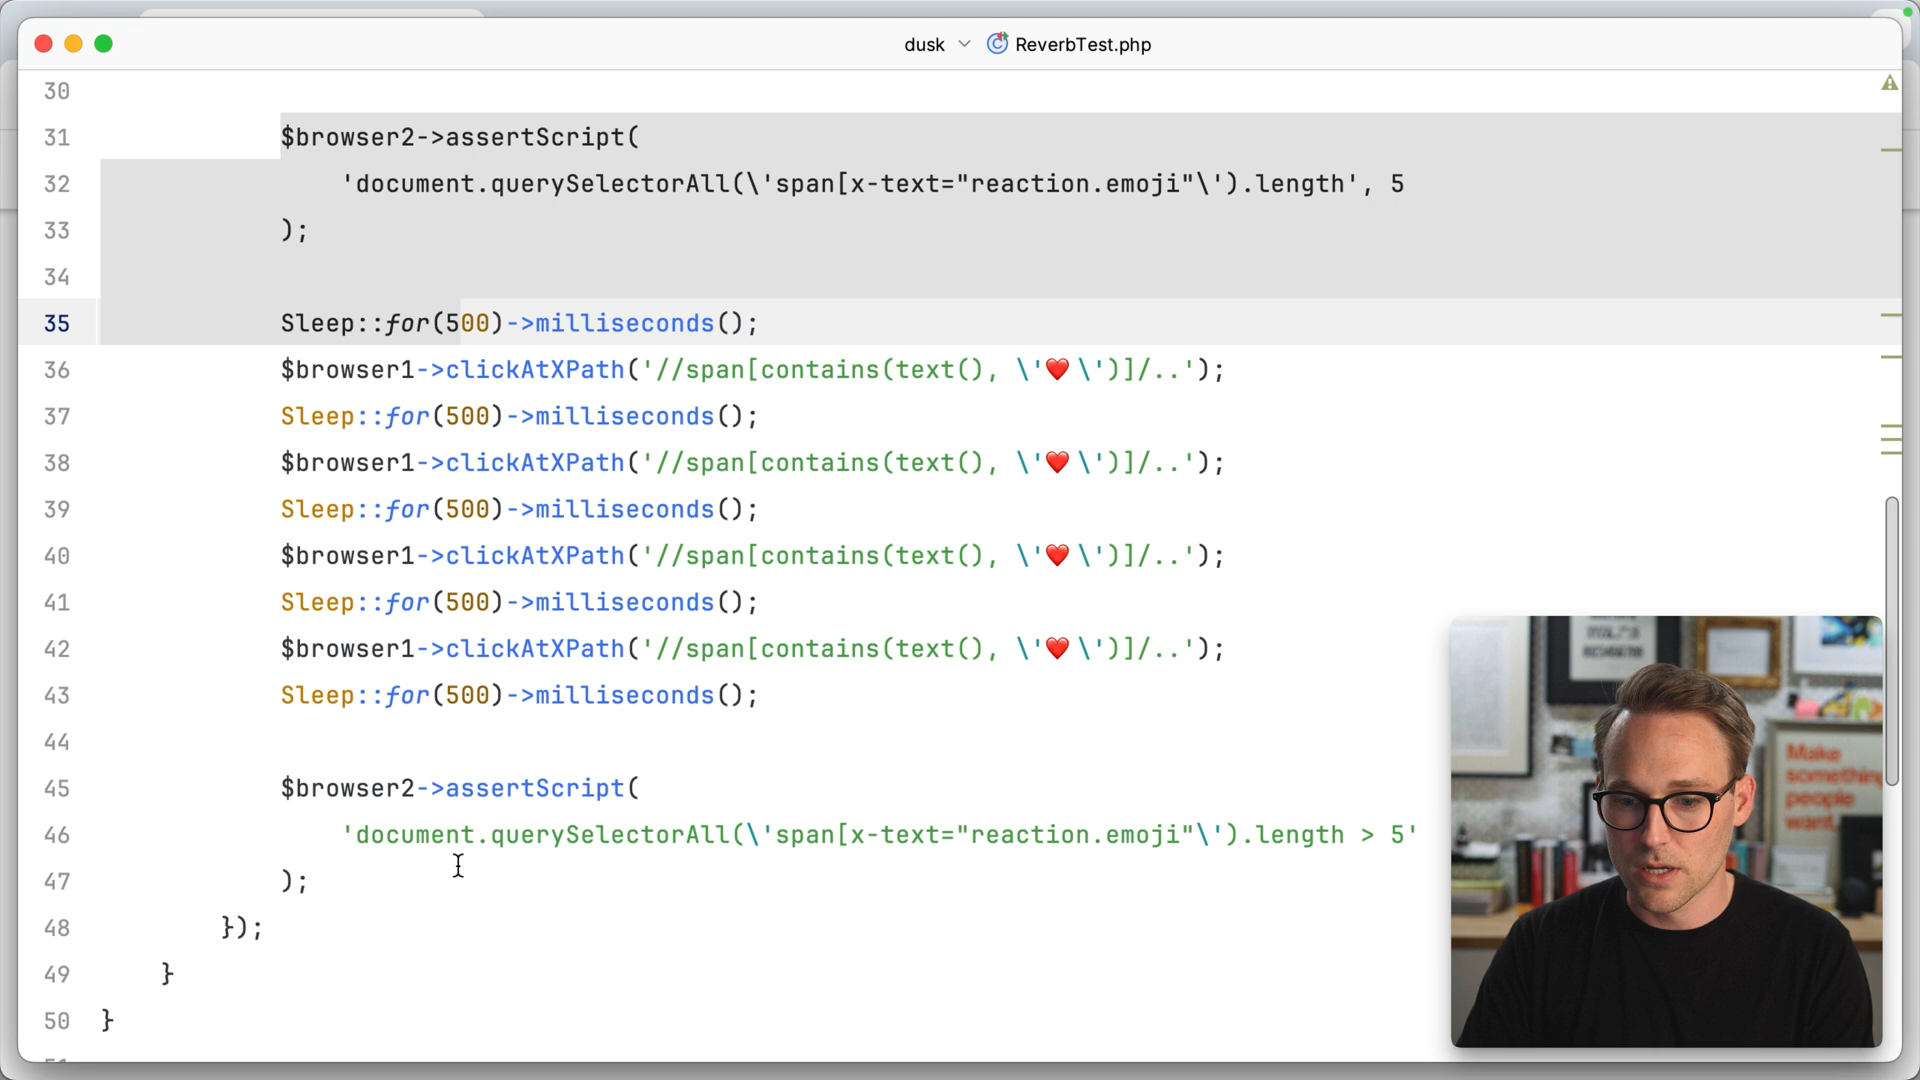 dusk ReverbTest.php
30
31 $browser2->assertScript(
32 'document.querySelectorAll(\'span[x-text="reaction.emoji"\').length', 5
33 );
34
35 Sleep::for(500)->milliseconds();
36 $browser1->clickAtXPath('//span[contains(text(), \'❤️\')]/..');
37 Sleep::for(500)->milliseconds();
38 $browser1->clickAtXPath('//span[contains(text(), \'❤️\')]/..');
39 Sleep::for(500)->milliseconds();
40 $browser1->clickAtXPath('//span[contains(text(), \'❤️\')]/..');
41 Sleep::for(500)->milliseconds();
42 $browser1->clickAtXPath('//span[contains(text(), \'❤️\')]/..');
43 Sleep::for(500)->milliseconds();
44
45 $browser2->assertScript(
46 'document.querySelectorAll(\'span[x-text="reaction.emoji"\').length > 5'
47 );
48 });
49 }
50 }
Make
something
people
want.